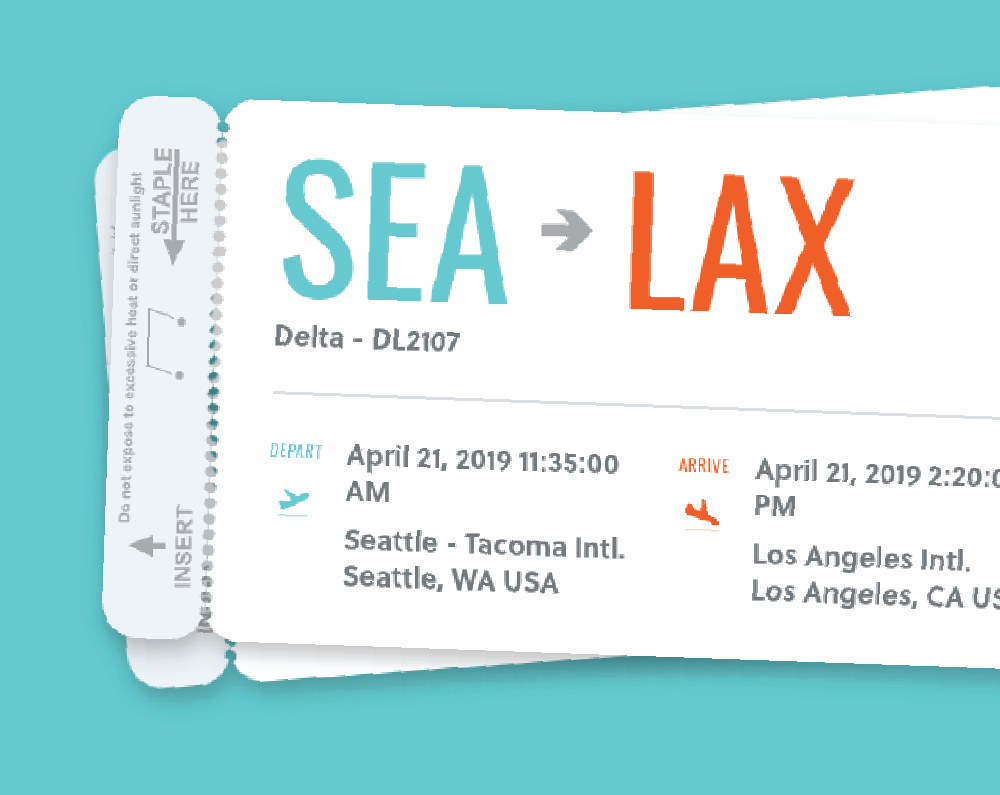 STAPLE
HERE
Do not expose to excessive heat or direct sunlight
INSERT
SEA → LAX
Delta - DL2107
DEPART
April 21, 2019 11:35:00
AM
Seattle - Tacoma Intl.
Seattle, WA USA
ARRIVE
April 21, 2019 2:20:0
PM
Los Angeles Intl.
Los Angeles, CA US